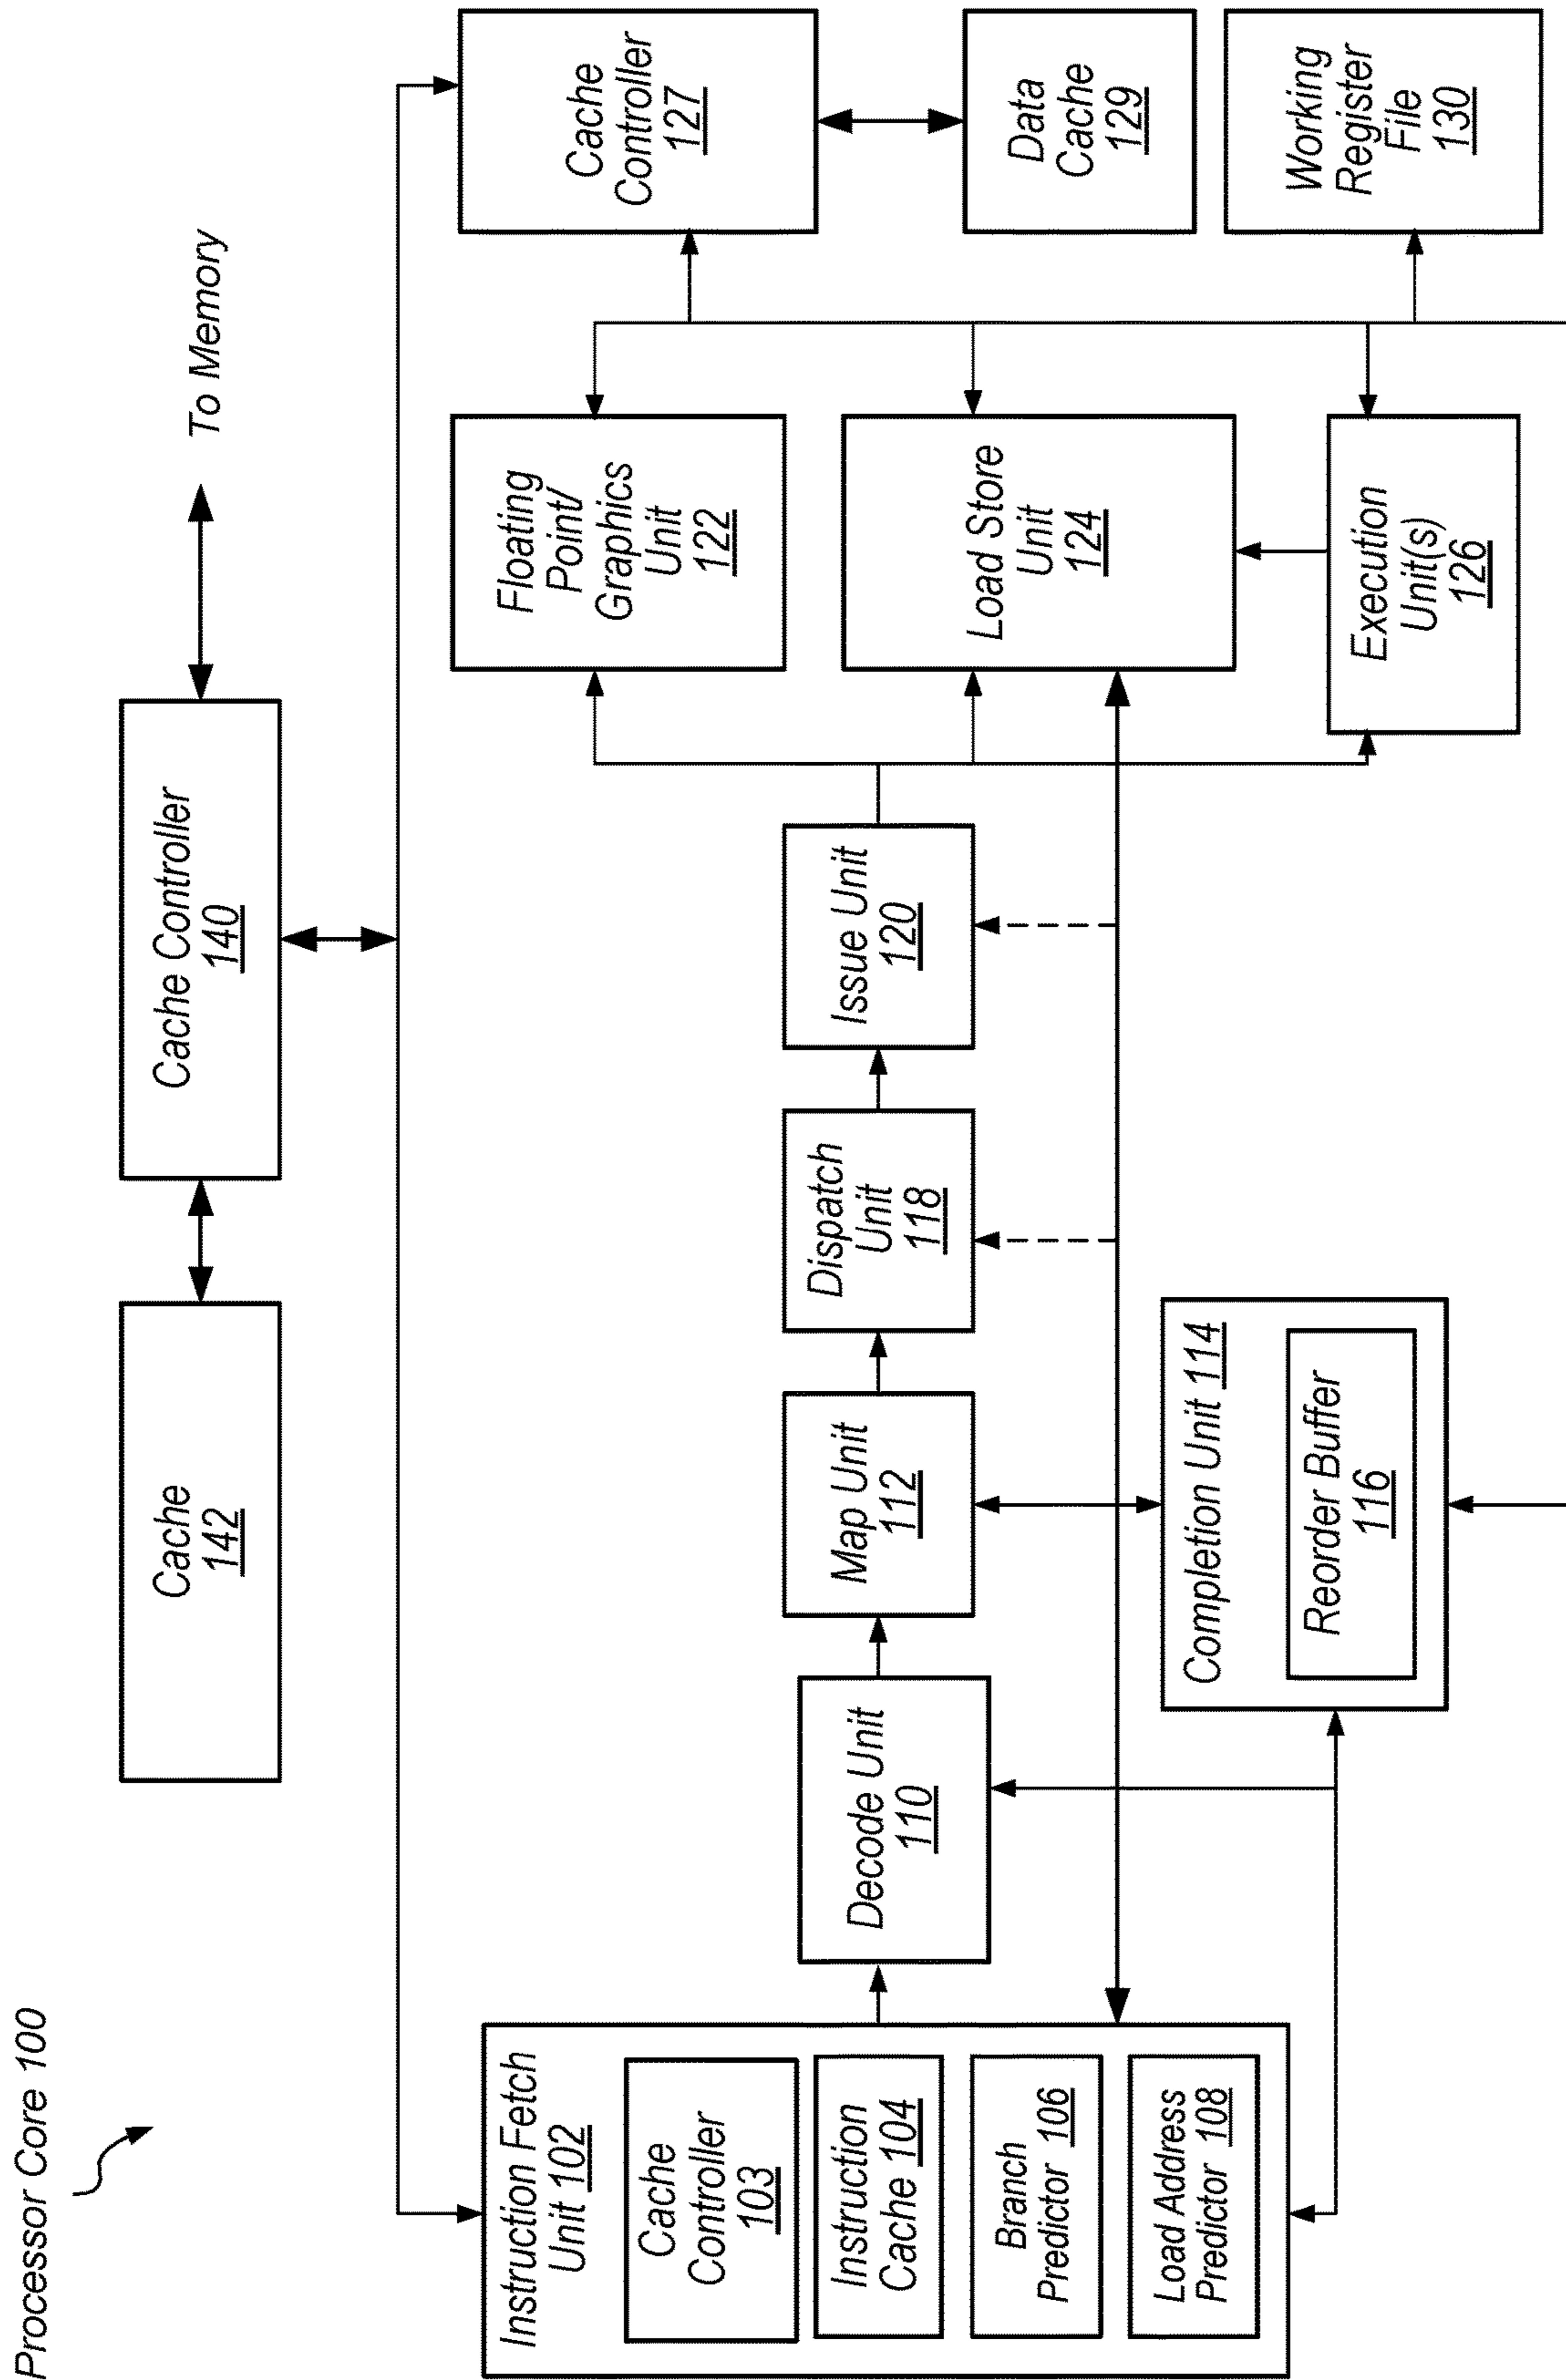 Processor Core 100
Cache
142
Cache Controller
140
To Memory
Instruction Fetch
Unit 102
Cache
Controller
103
Instruction
Cache 104
Branch
Predictor 106
Load Address
Predictor 108
Decode Unit
110
Map Unit
112
Dispatch
Unit
118
Issue Unit
120
Completion Unit 114
Reorder Buffer
116
Floating
Point/
Graphics
Unit
122
Load Store
Unit
124
Execution
Unit(s)
126
Cache
Controller
127
Data
Cache
129
Working
Register
File
130